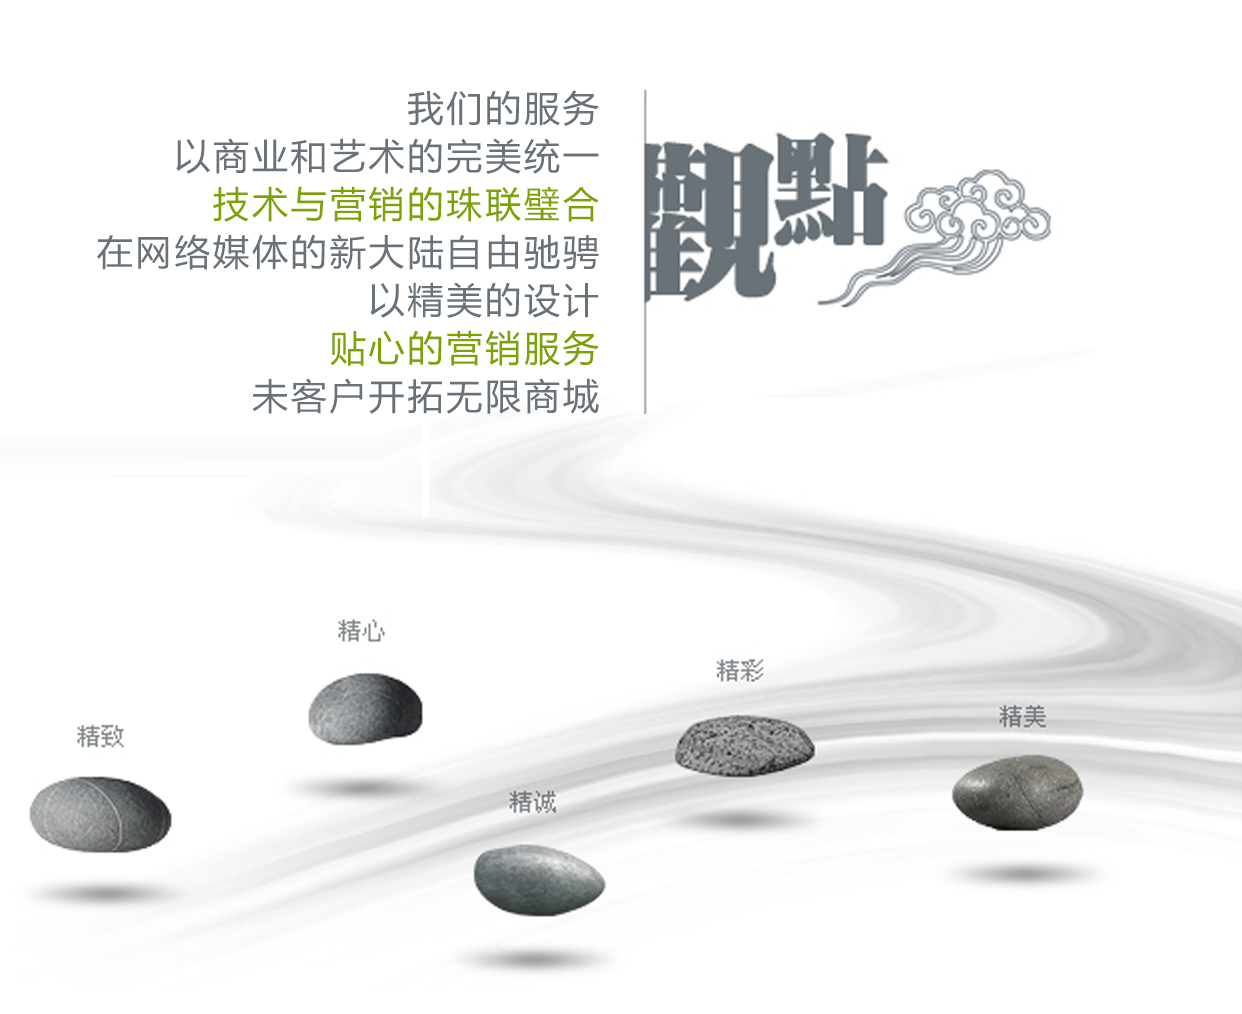 我们的服务
以商业和艺术的完美统一
技术与营销的珠联璧合
在网络媒体的新大陆自由驰骋
以精美的设计
贴心的营销服务
未客户开拓无限商城
觀點
精心
精彩
精美
精致
精诚